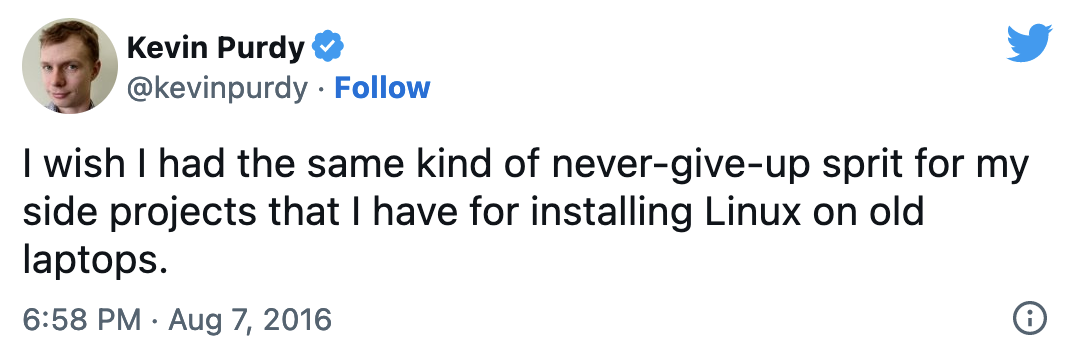 Kevin Purdy
@kevinpurdy · Follow
I wish I had the same kind of never-give-up sprit for my
side projects that I have for installing Linux on old
laptops.
6:58 PM · Aug 7, 2016